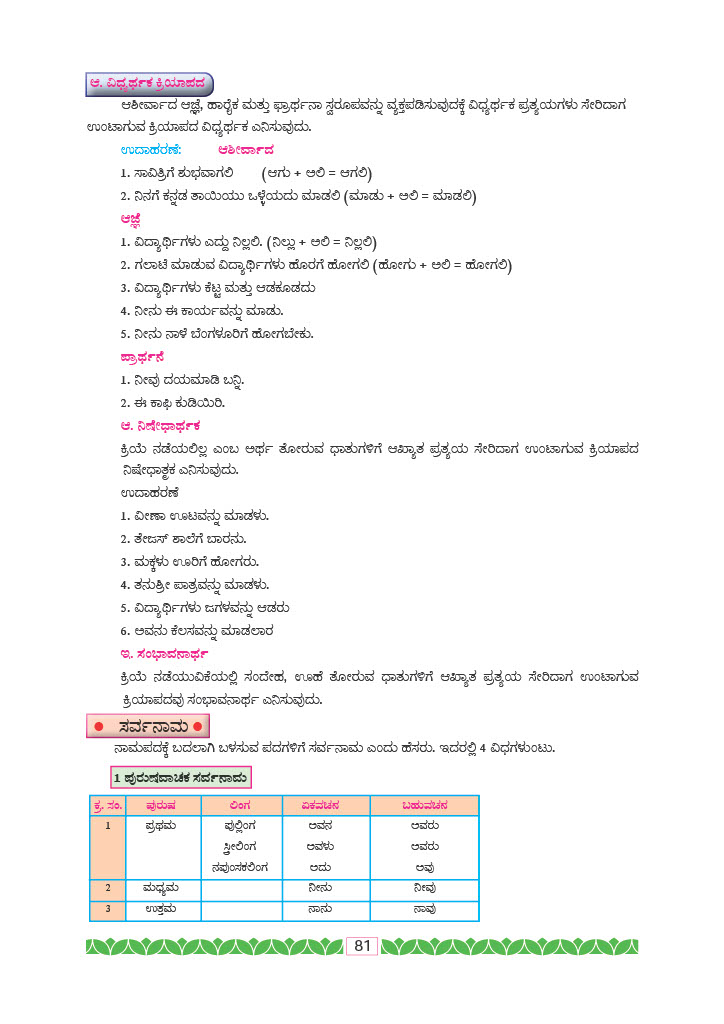 ಆ. ವಿಧ್ಯರ್ಥಕ ಕ್ರಿಯಾಪದ
ಆಶೀರ್ವಾದ ಆಜ್ಞೆ, ಹಾರೈಕ ಮತ್ತು ಫ್ರಾರ್ಥನಾ ಸ್ವರೂಪವನ್ನು ವ್ಯಕ್ತಪಡಿಸುವುದಕ್ಕೆ ವಿಧ್ಯರ್ಥಕ ಪ್ರತ್ಯಯಗಳು ಸೇರಿದಾಗ
ಉಂಟಾಗುವ ಕ್ರಿಯಾಪದ ವಿಧ್ಯರ್ಥಕ ಎನಿಸುವುದು.
ಉದಾಹರಣೆ: ಆಶೀರ್ವಾದ
1. ಸಾವಿತ್ರಿಗೆ ಶುಭವಾಗಲಿ (ಆಗು + ಅಲಿ = ಆಗಲಿ)
2. ನಿನಗೆ ಕನ್ನಡ ತಾಯಿಯು ಒಳ್ಳೆಯದು ಮಾಡಲಿ (ಮಾಡು + ಅಲಿ = ಮಾಡಲಿ)
ಆಜ್ಞೆ
1. ವಿದ್ಯಾರ್ಥಿಗಳು ಎದ್ದು ನಿಲ್ಲಲಿ. (ನಿಲ್ಲು + ಅಲಿ = ನಿಲ್ಲಲಿ)
2. ಗಲಾಟೆ ಮಾಡುವ ವಿದ್ಯಾರ್ಥಿಗಳು ಹೊರಗೆ ಹೋಗಲಿ (ಹೋಗು + ಅಲಿ = ಹೋಗಲಿ)
3. ವಿದ್ಯಾರ್ಥಿಗಳು ಕೆಟ್ಟ ಮತ್ತು ಆಡಕೂಡದು
4. ನೀನು ಈ ಕಾರ್ಯವನ್ನು ಮಾಡು.
5. ನೀನು ನಾಳೆ ಬೆಂಗಳೂರಿಗೆ ಹೋಗಬೇಕು.
ಪ್ರಾರ್ಥನೆ
1. ನೀವು ದಯಮಾಡಿ ಬನ್ನಿ.
2. ಈ ಕಾಫಿ ಕುಡಿಯಿರಿ.
ಆ. ನಿಷೇಧಾರ್ಥಕ
ಕ್ರಿಯೆ ನಡೆಯಲಿಲ್ಲ ಎಂಬ ಅರ್ಥ ತೋರುವ ಧಾತುಗಳಿಗೆ ಆಖ್ಯಾತ ಪ್ರತ್ಯಯ ಸೇರಿದಾಗ ಉಂಟಾಗುವ ಕ್ರಿಯಾಪದ
ನಿಷೇಧಾತ್ಮಕ ಎನಿಸುವುದು.
ಉದಾಹರಣೆ
1. ವೀಣಾ ಊಟವನ್ನು ಮಾಡಳು.
2. ತೇಜಸ್ ಶಾಲೆಗೆ ಬಾರನು.
3. ಮಕ್ಕಳು ಊರಿಗೆ ಹೋಗರು.
4. ತನುಶ್ರೀ ಪಾತ್ರವನ್ನು ಮಾಡಳು.
5. ವಿದ್ಯಾರ್ಥಿಗಳು ಜಗಳವನ್ನು ಆಡರು
6. ಅವನು ಕೆಲಸವನ್ನು ಮಾಡಲಾರ
ಇ. ಸಂಭಾವನಾರ್ಥ
ಕ್ರಿಯೆ ನಡೆಯುವಿಕೆಯಲ್ಲಿ ಸಂದೇಹ, ಊಹೆ ತೋರುವ ಧಾತುಗಳಿಗೆ ಆಖ್ಯಾತ ಪ್ರತ್ಯಯ ಸೇರಿದಾಗ ಉಂಟಾಗುವ
ಕ್ರಿಯಾಪದವು ಸಂಭಾವನಾರ್ಥ ಎನಿಸುವುದು.
• ಸರ್ವನಾಮ •
ನಾಮಪದಕ್ಕೆ ಬದಲಾಗಿ ಬಳಸುವ ಪದಗಳಿಗೆ ಸರ್ವನಾಮ ಎಂದು ಹೆಸರು. ಇದರಲ್ಲಿ 4 ವಿಧಗಳುಂಟು.
1 ಪುರುಷವಾಚಕ ಸರ್ವನಾಮ
ಕ್ರ. ಸಂ. ಪುರುಷ ಲಿಂಗ ಏಕವಚನ ಬಹುವಚನ
1 ಪ್ರಥಮ ಪುಲ್ಲಿಂಗ ಅವನ ಅವರು
ಸ್ತ್ರೀಲಿಂಗ ಅವಳು ಅವರು
ನಪುಂಸಕಲಿಂಗ ಅದು ಅವು
2 ಮಧ್ಯಮ ನೀನು ನೀವು
3 ಉತ್ತಮ ನಾನು ನಾವು
81